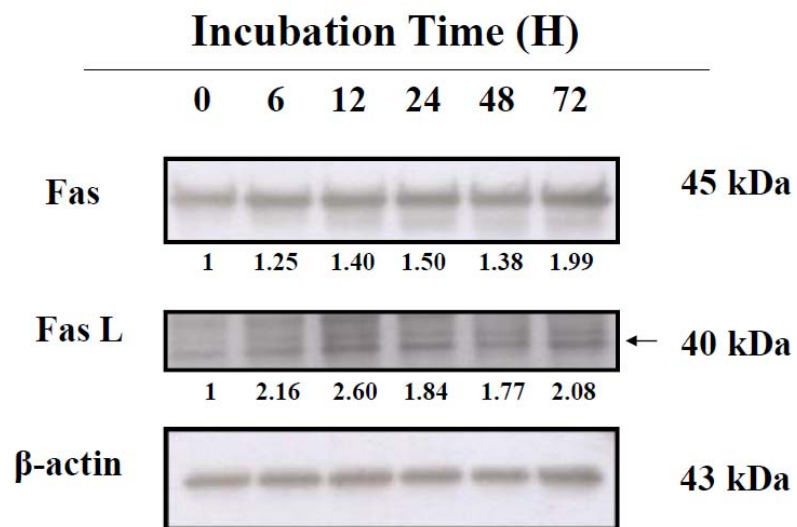 Incubation Time (H)
0 6 12 24 48 72
Fas 45 kDa
1 1.25 1.40 1.50 1.38 1.99
Fas L 40 kDa
1 2.16 2.60 1.84 1.77 2.08
β-actin 43 kDa